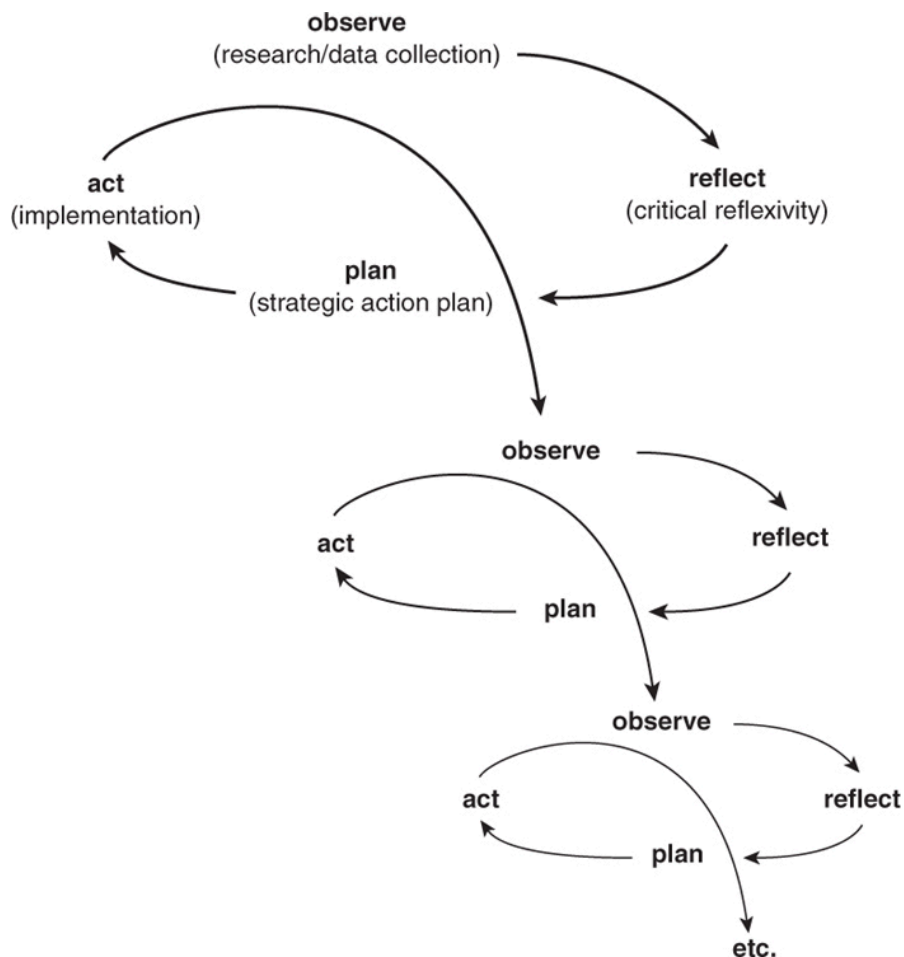 observe
(research/data collection)
reflect
(critical reflexivity)
act
(implementation)
plan
(strategic action plan)
observe
reflect
act
plan
observe
reflect
act
plan
etc.